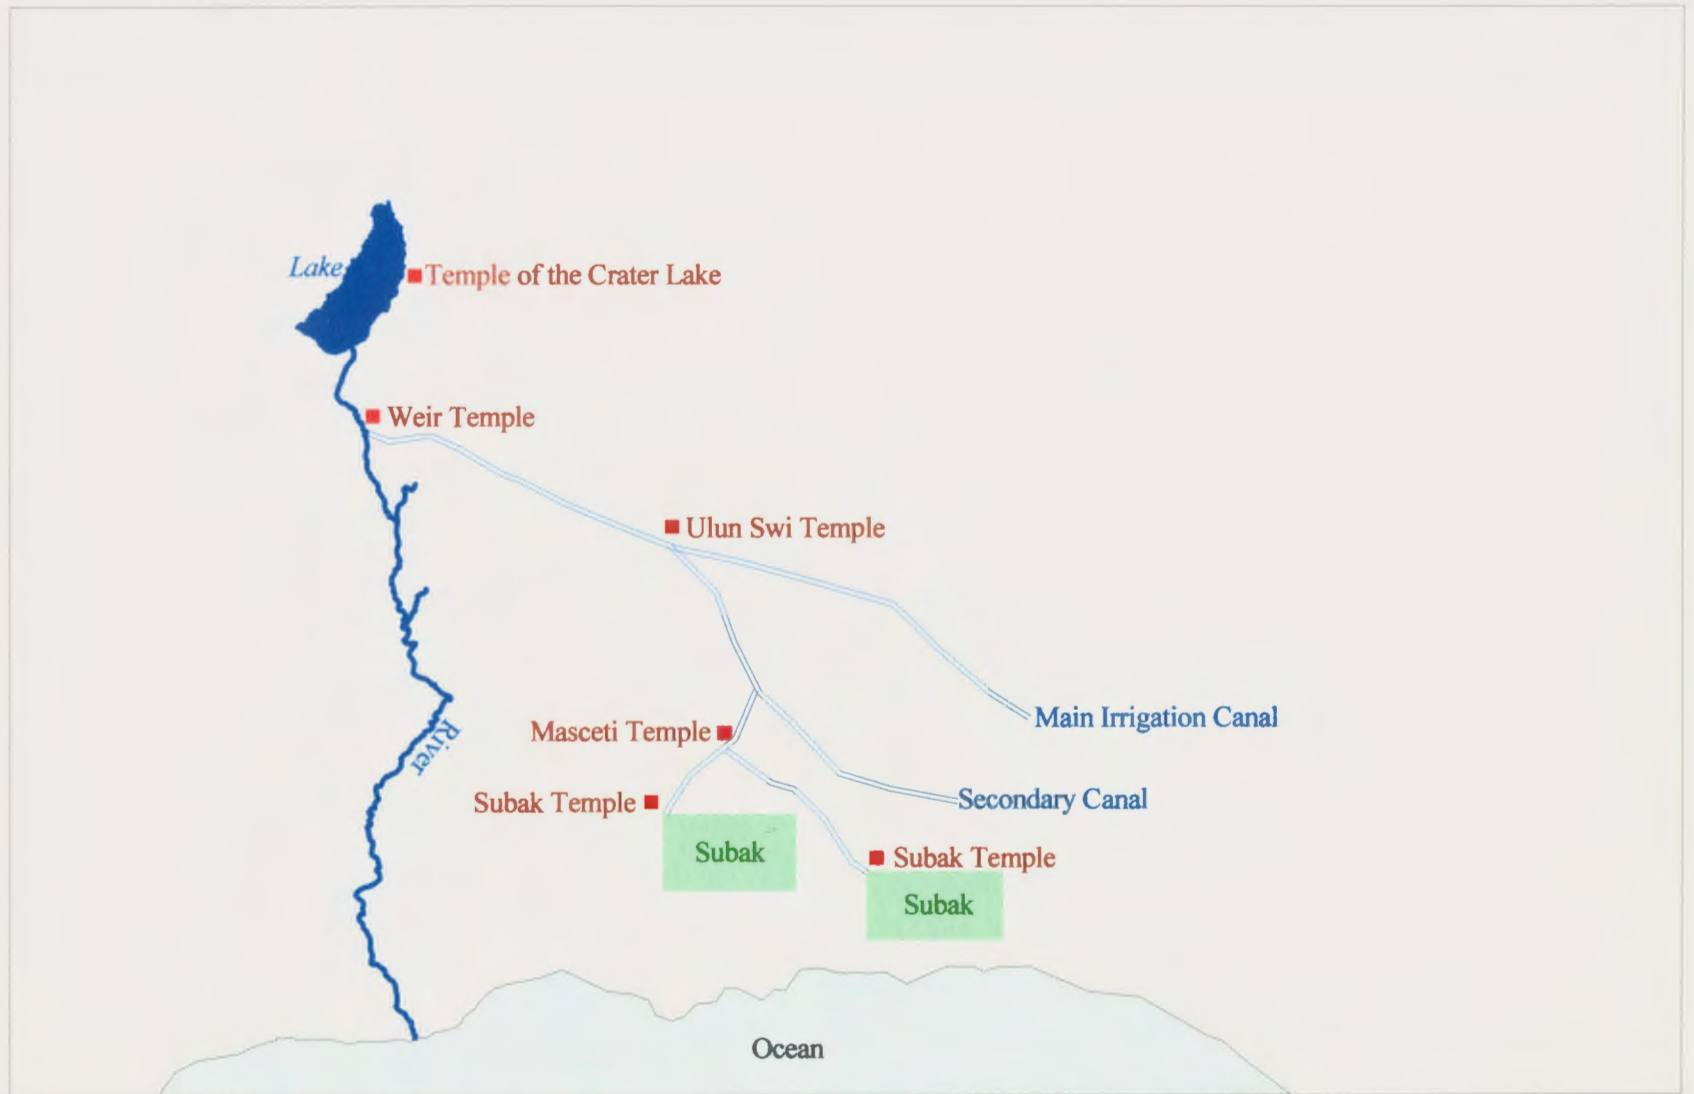 Lake
Temple of the Crater Lake
Weir Temple
Ulun Swi Temple
Main Irrigation Canal
Masceti Temple
River
Secondary Canal
Subak Temple
Subak
Subak Temple
Subak
Ocean